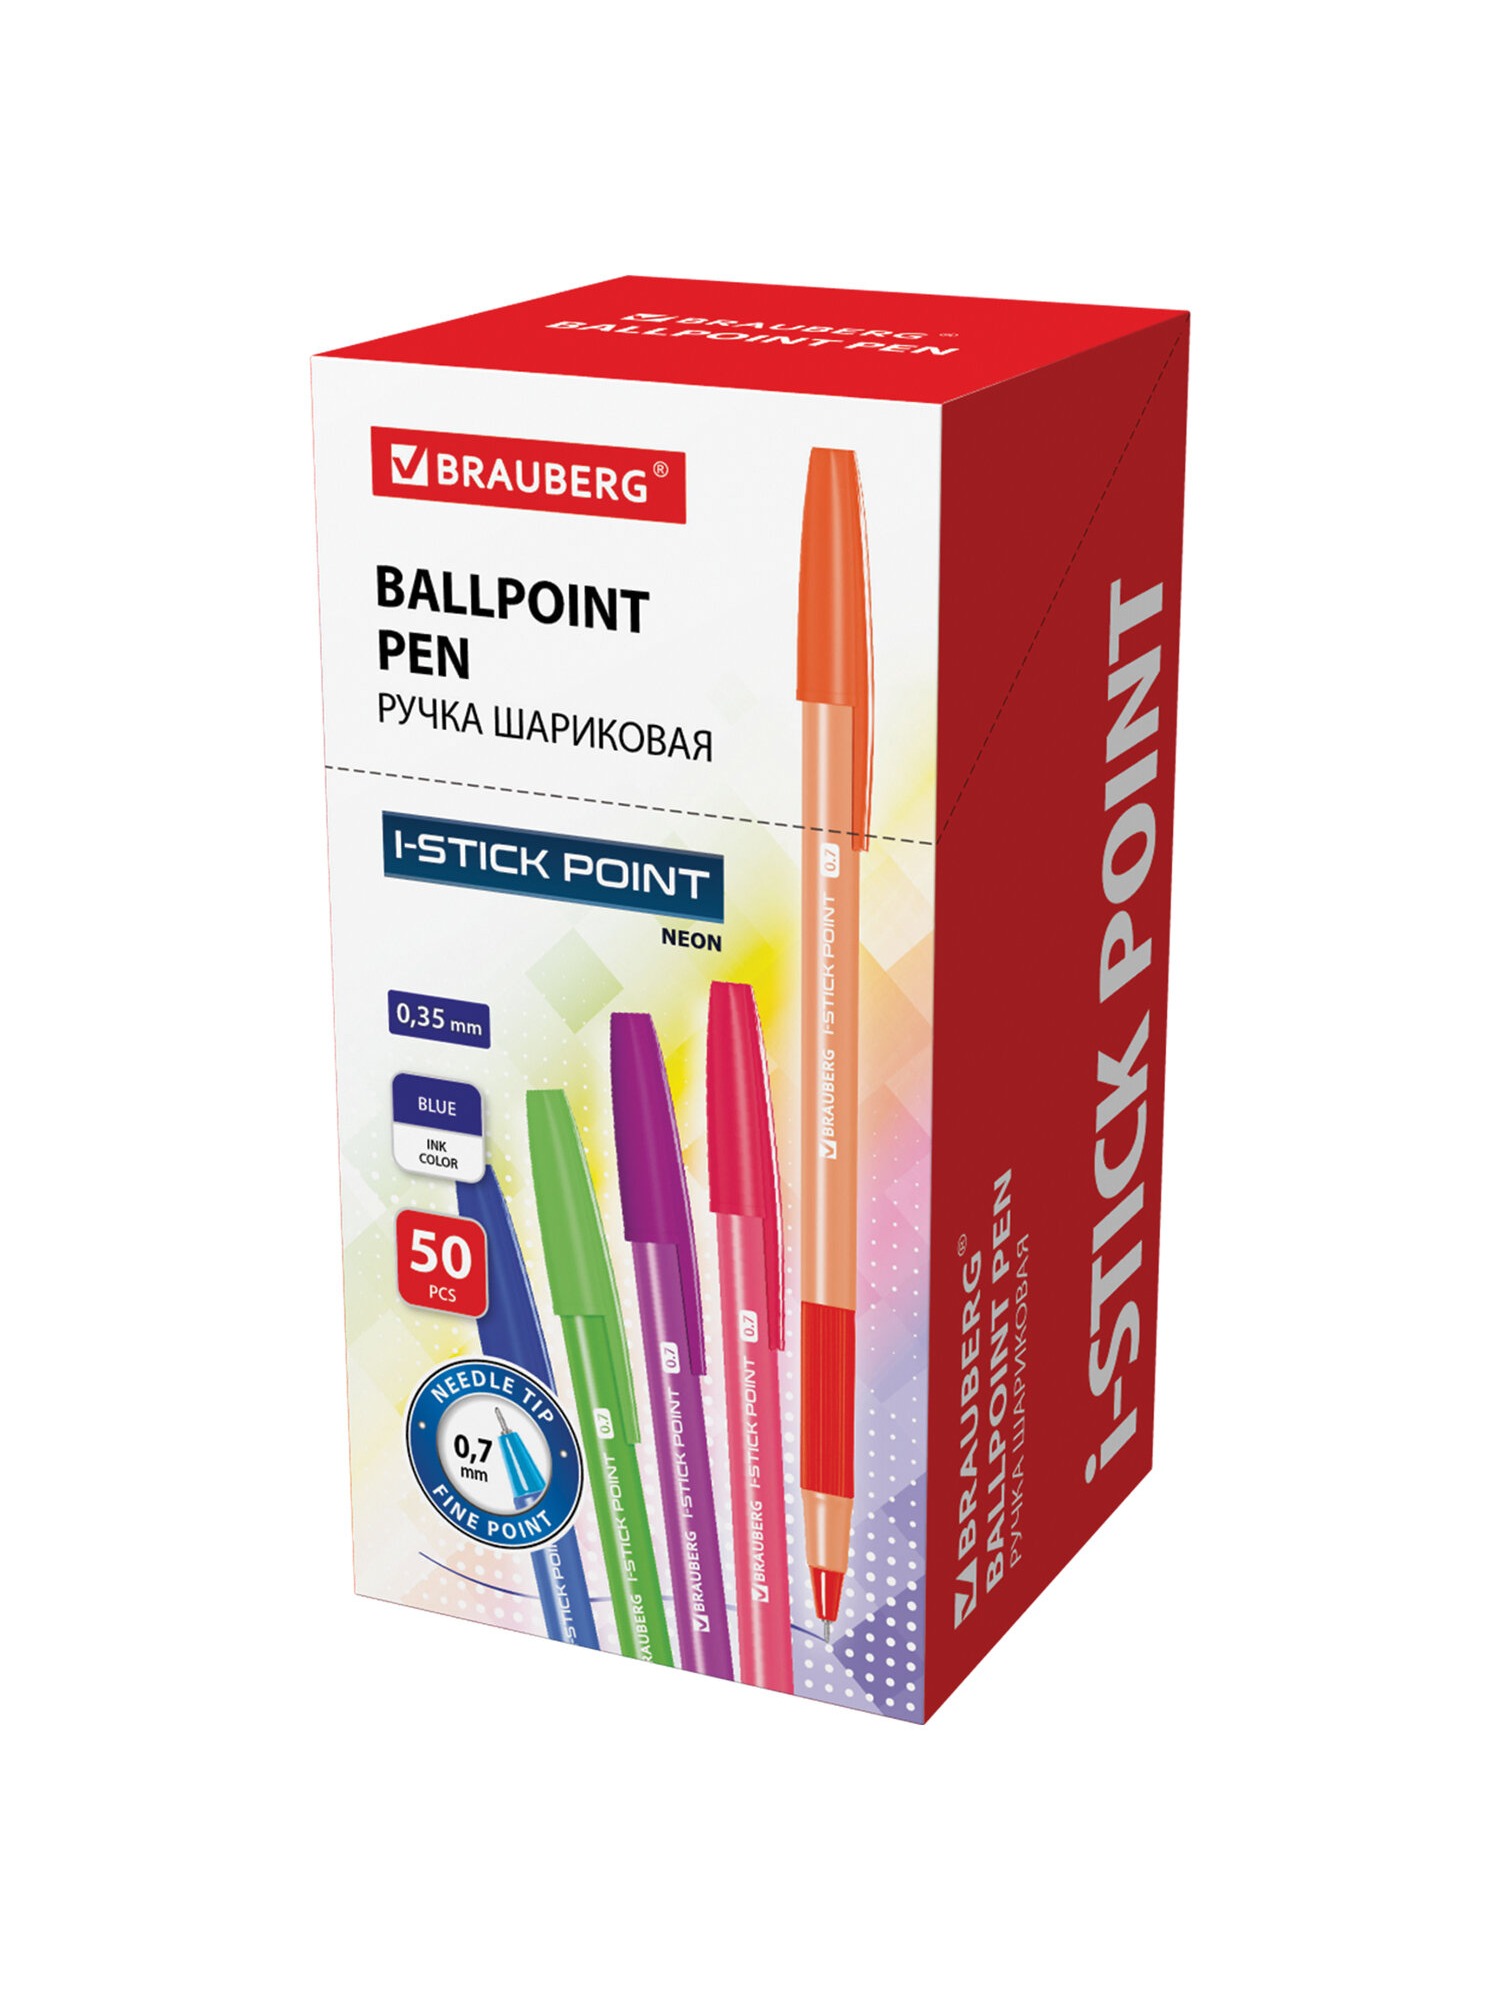 BRAUBERG ®
BALLPOINT PEN
BRAUBERG®
BALLPOINT
PEN
РУЧКА ШАРИКОВАЯ
I-STICK POINT
NEON
0,35 mm
BLUE
INK
COLOR
50
PCS
NEEDLE TIP
0,7
mm
FINE POINT
I-STICK POINT
BRAUBERG I-STICK POINT 0.7
BRAUBERG I-STICK POINT 0.7
BRAUBERG I-STICK POINT 0.7
BRAUBERG I-STICK POINT 0.7
BRAUBERG®
BALLPOINT PEN
РУЧКА ШАРИКОВАЯ
i-STICK POINT